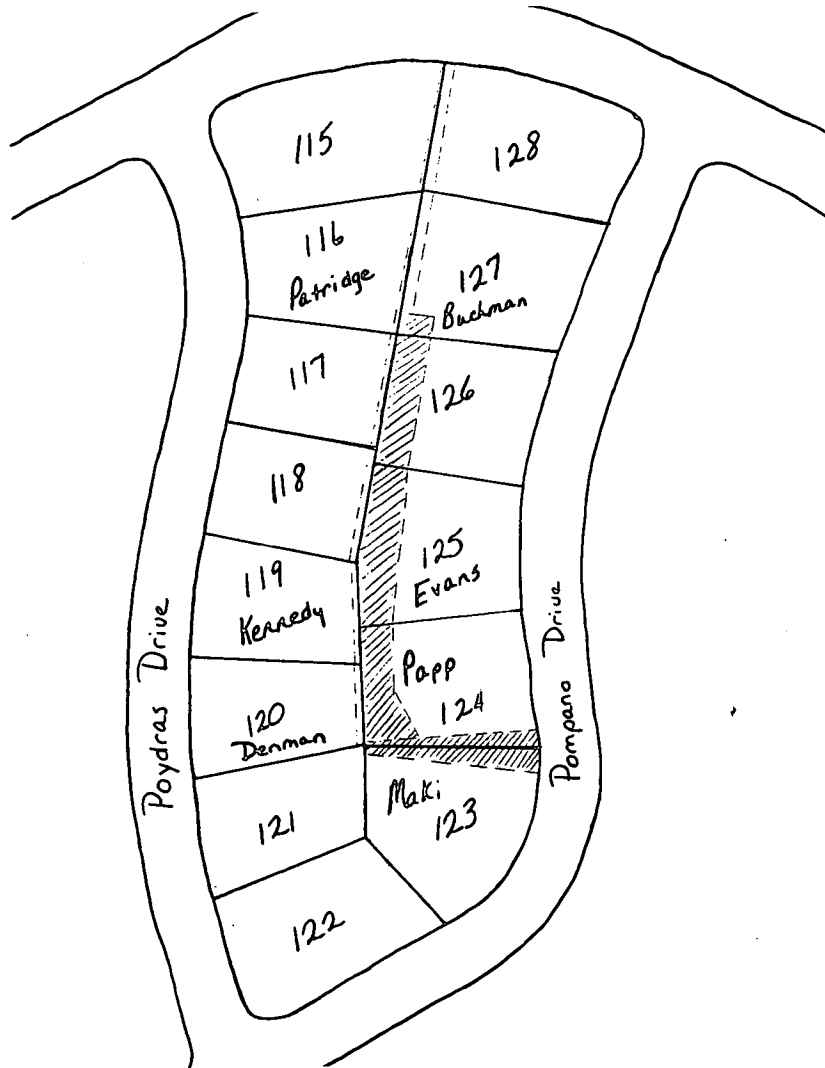 115
128
116
Patridge
127
Buchman
117
126
118
125
Evans
119
Kennedy
Papp
124
120
Denman
Maki
123
121
122
Poydras Drive
Pompano Drive